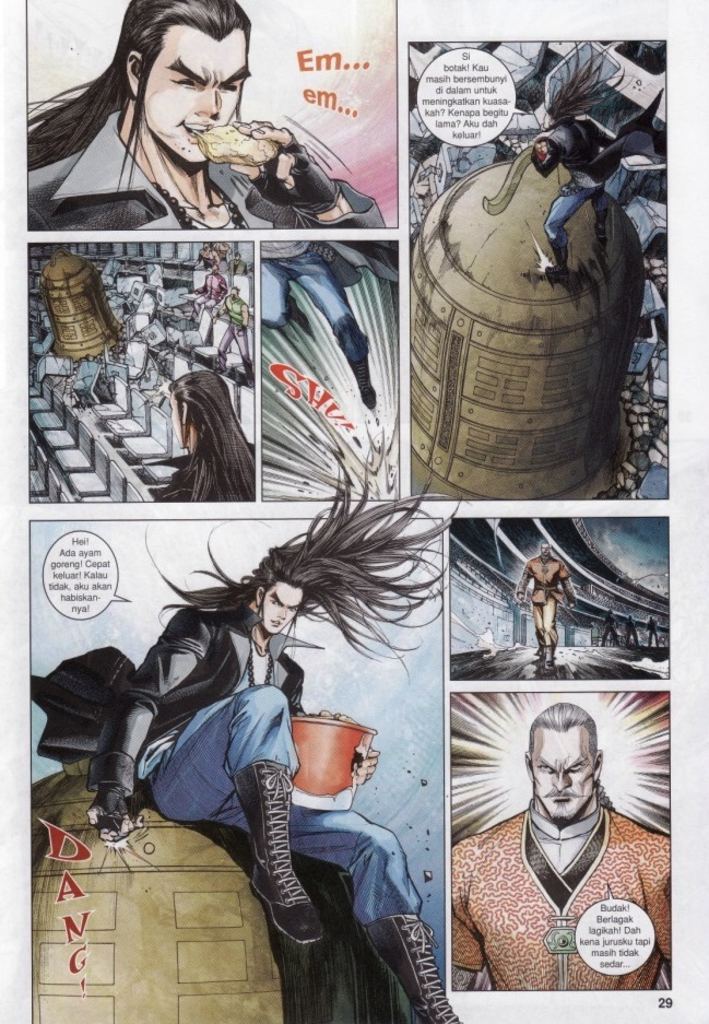 Em...
em...
Si
botak! Kau
masih bersembunyi
di dalam untuk
meningkatkan kuasa-
kah? Kenapa begitu
lama? Aku dah
keluar!
SHU
Hei!
Ada ayam
goreng! Cepat
keluar! Kalau
tidak, aku akan
habiskan-
nya!
DANG!
Budak!
Berlagak
lagikah! Dah
kena jurusku tapi
masih tidak
sedar...
29